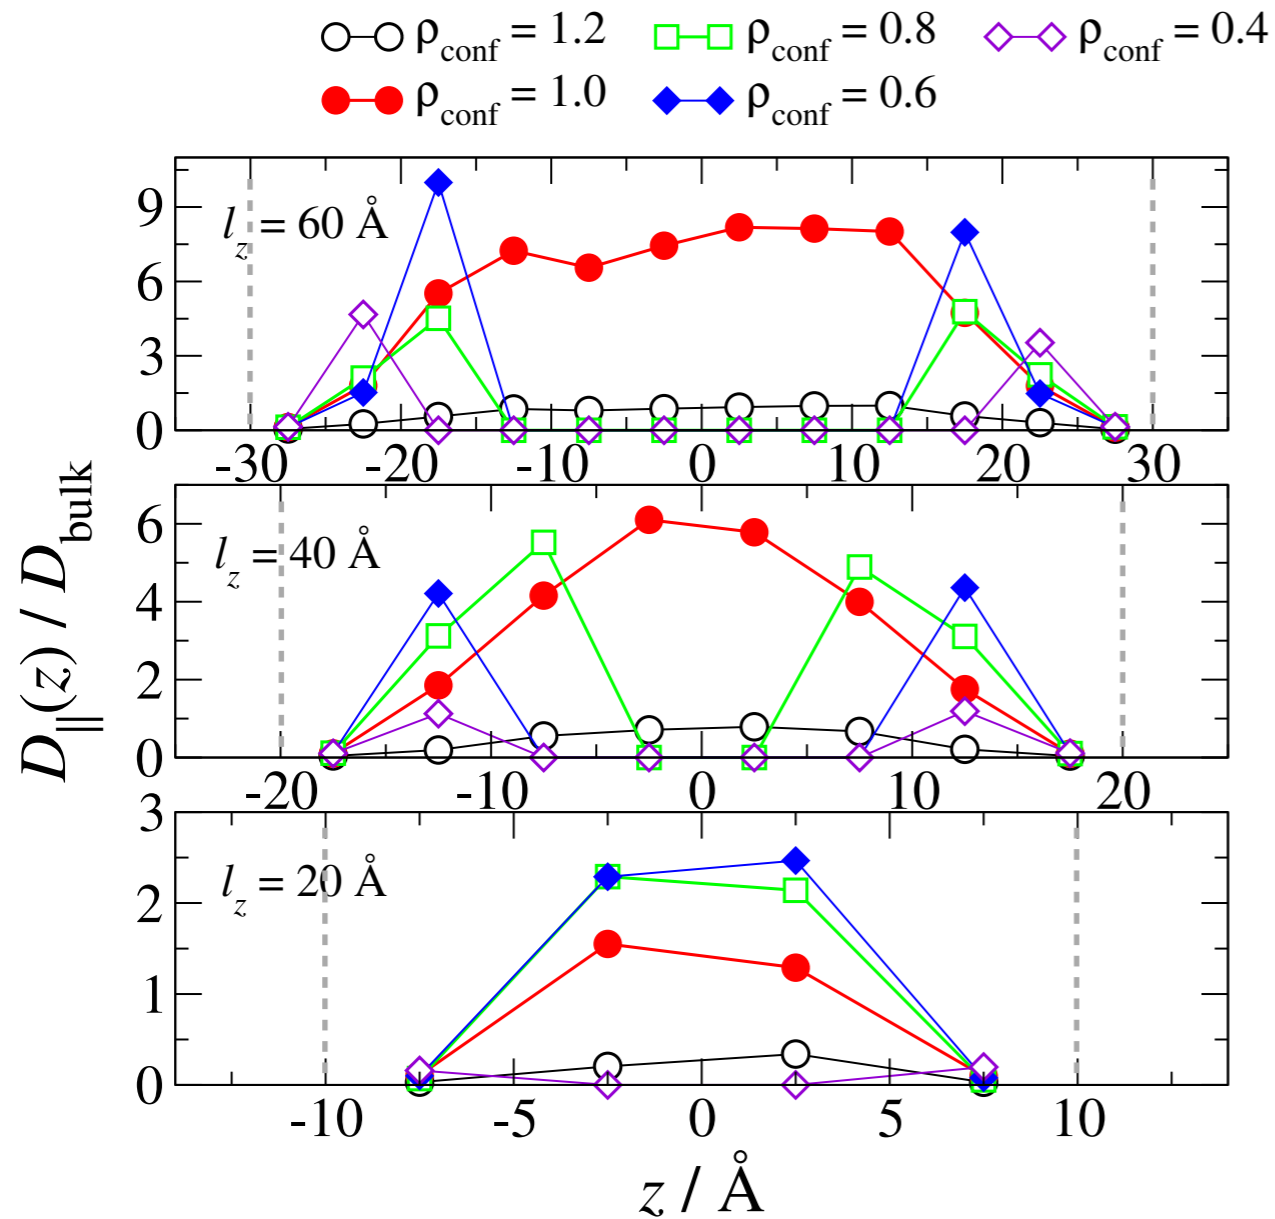 ρconf = 1.2 ρconf = 0.8 ρconf = 0.4
ρconf = 1.0 ρconf = 0.6
lz = 60 Å
9
6
3
0
-30 -20 -10 0 10 20 30
lz = 40 Å
6
4
2
0
-20 -10 0 10 20
lz = 20 Å
3
2
1
0
-10 -5 0 5 10
D||(z) / Dbulk
z / Å